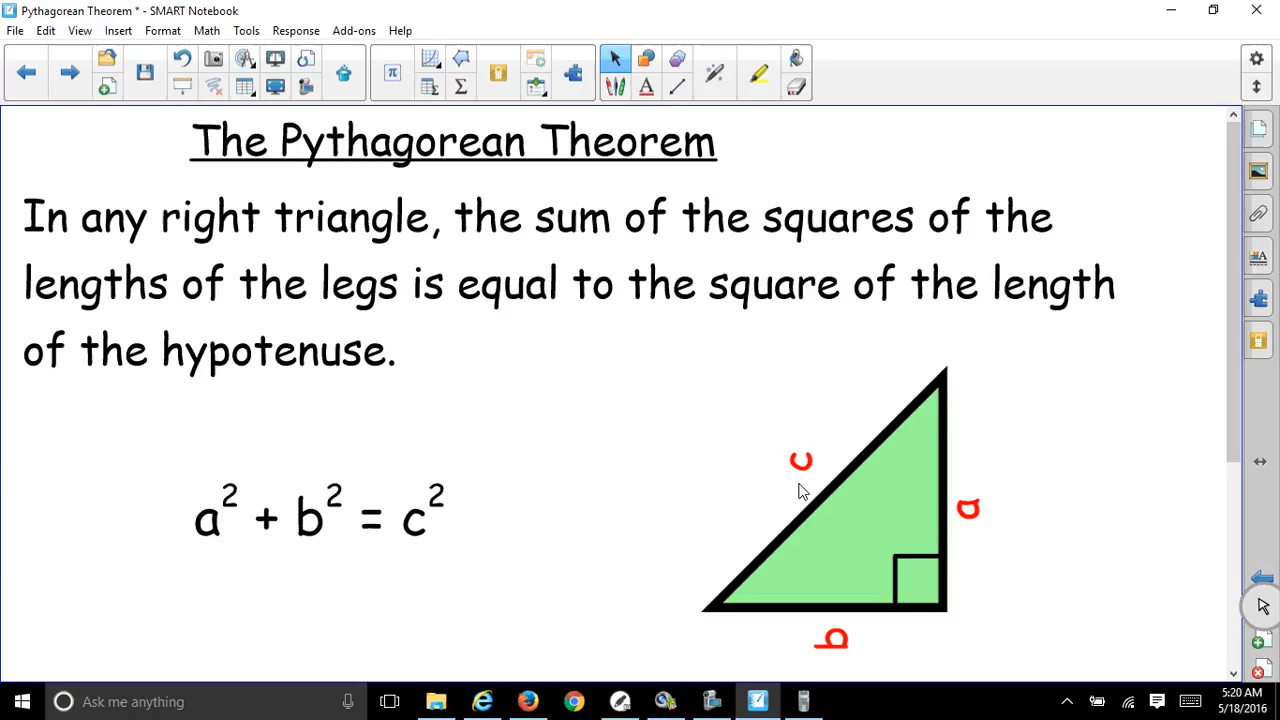 Pythagorean Theorem * - SMART Notebook
File Edit View Insert Format Math Tools Response Add-ons Help
The Pythagorean Theorem
In any right triangle, the sum of the squares of the
lengths of the legs is equal to the square of the length
of the hypotenuse.
c
a² + b² = c²
a
b
Ask me anything
5:20 AM
5/18/2016